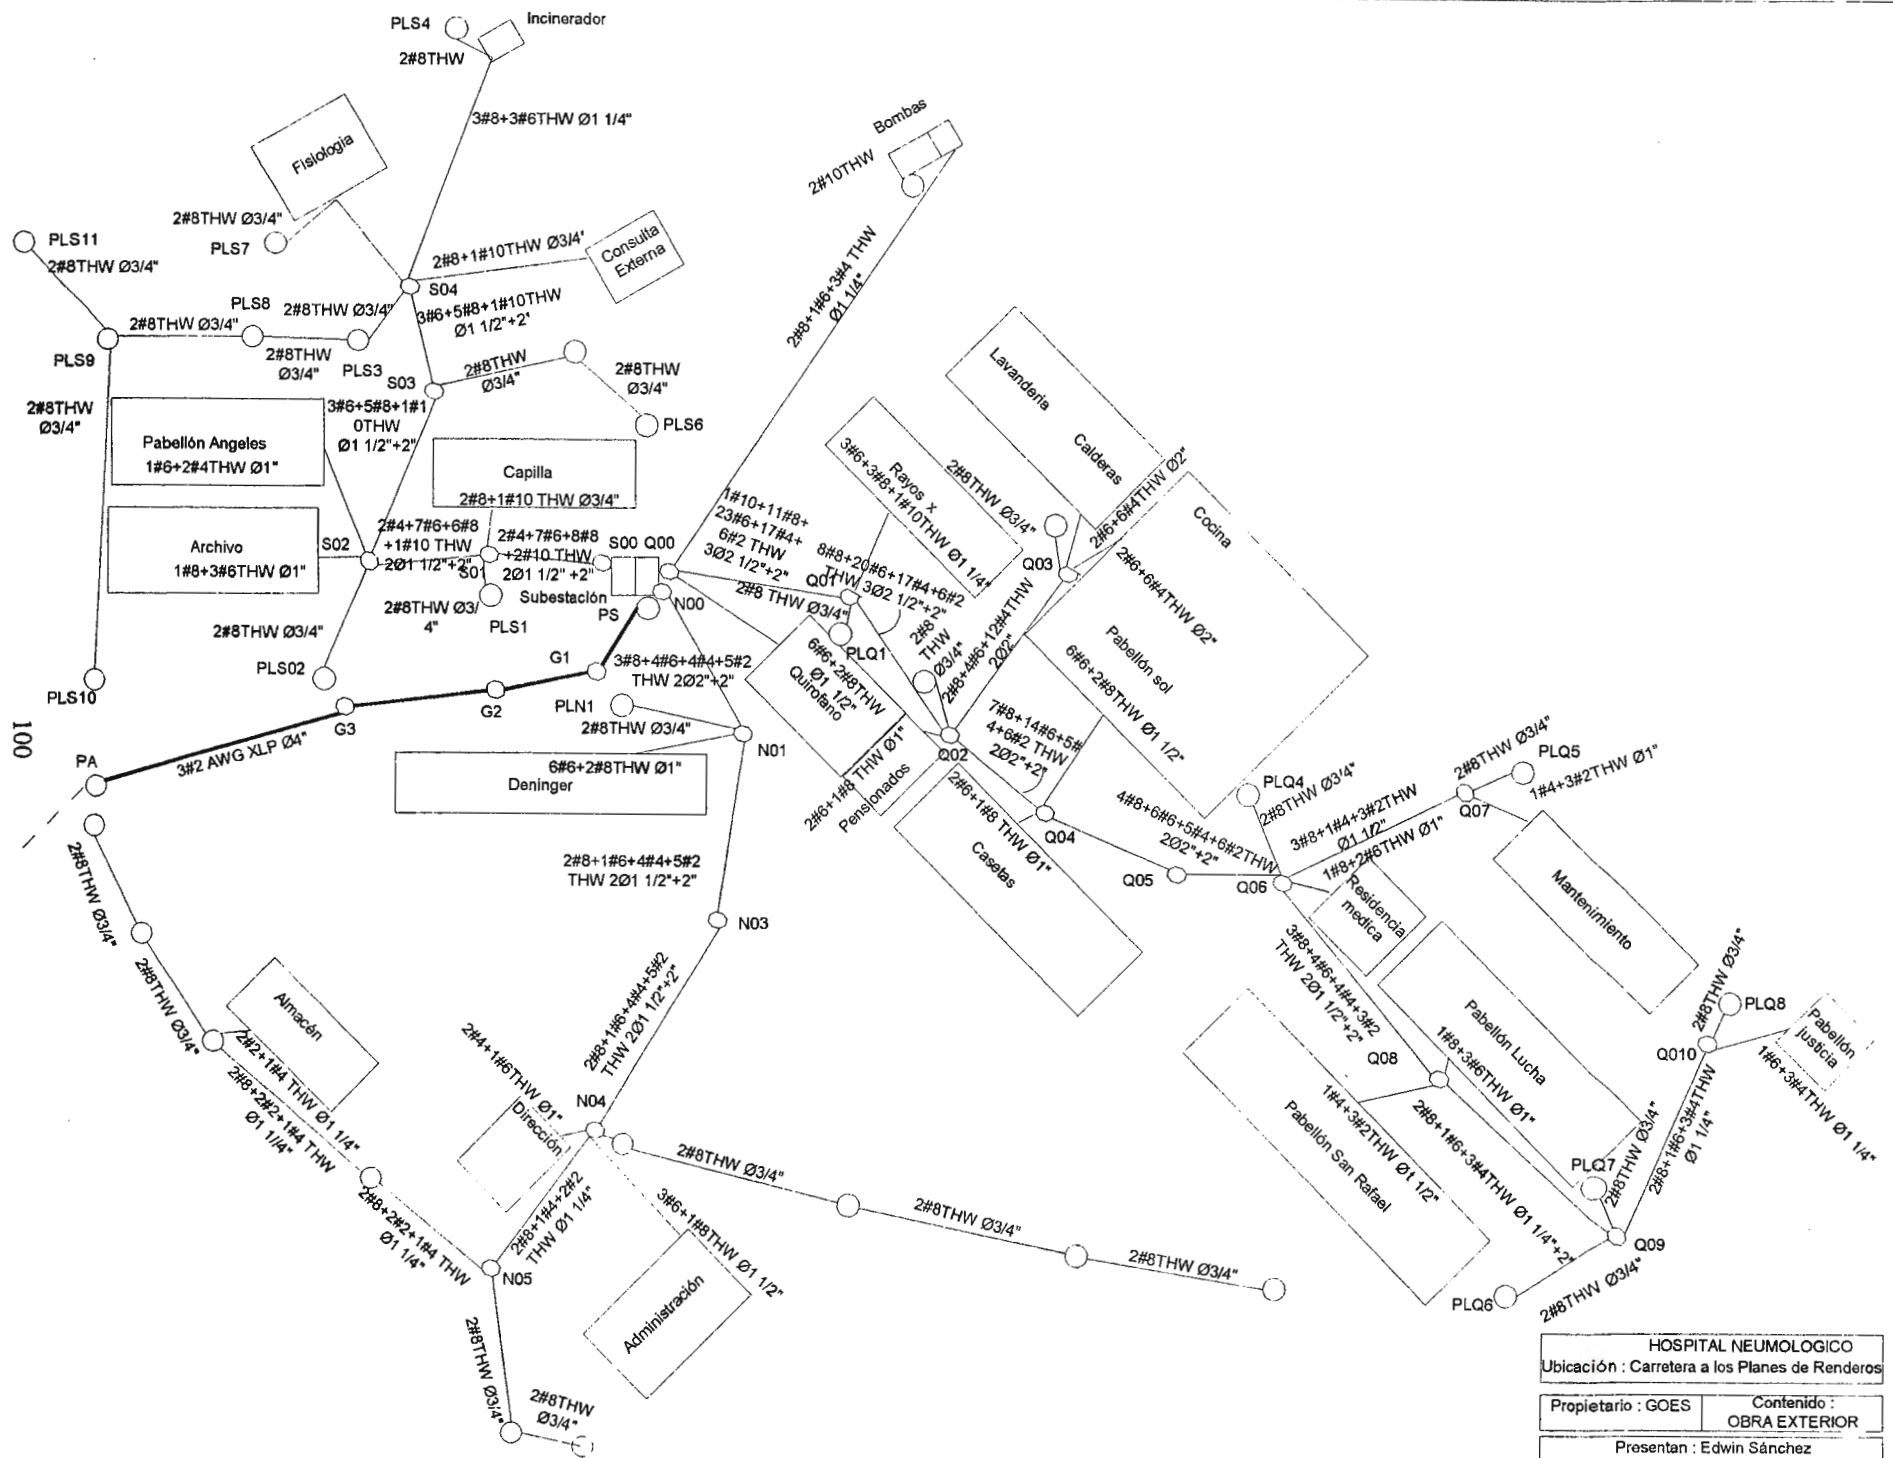 PLS4
Incinerador
2#8THW
3#8+3#6THW Ø1 1/4"
Bombas
2#10THW
Fisiologia
2#8THW Ø3/4"
PLS7
PLS11
2#8THW Ø3/4"
2#8+1#10THW Ø3/4'
Consulta
Externa
S04
2#8+1#6+3#4 THW
Ø1 1/4"
PLS8
2#8THW Ø3/4"
2#8THW Ø3/4"
3#6+5#8+1#10THW
Ø1 1/2"+2'
PLS9
2#8THW
Ø3/4"
PLS3
S03
2#8THW
Ø3/4"
2#8THW
Ø3/4"
PLS6
2#8THW
Ø3/4"
3#6+5#8+1#1
0THW
Ø1 1/2"+2"
Pabellón Angeles
1#6+2#4THW Ø1"
Capilla
2#8+1#10 THW Ø3/4"
Archivo
1#8+3#6THW Ø1"
S02
2#4+7#6+6#8
+1#10 THW
2Ø1 1/2"+2"
S01
2#4+7#6+8#8
+2#10 THW
2Ø1 1/2" +2"
S00
Q00
Subestación
PS
N00
2#8THW Ø3/
4"
PLS1
2#8THW Ø3/4"
PLS02
PLS10
G1
G2
G3
PA
3#2 AWG XLP Ø4"
100
1#10+11#8+
23#6+17#4+
6#2 THW
3Ø2 1/2"+2"
8#8+20#6+17#4+6#2
THW 3Ø2 1/2"+2"
Q01
2#8 THW Ø3/4"
PLQ1
2#8
THW
Ø3/4"
Rayos x
3#6+3#8+1#10THW Ø1 1/4"
Lavanderia
Calderas
2#8THW Ø3/4"
Q03
2#6+6#4THW Ø2"
Cocina
2#6+6#4THW Ø2"
2#8+4#6+12#4THW
2Ø2"
Pabellón sol
6#6+2#8THW Ø1 1/2"
6#6+2#8THW
Ø1 1/2"
Quirofano
3#8+4#6+4#4+5#2
THW 2Ø2"+2"
PLN1
2#8THW Ø3/4"
N01
6#6+2#8THW Ø1"
Deninger
2#6+1#8 THW Ø1"
Pensionados
Q02
7#8+14#6+5#
4+6#2 THW
2Ø2"+2"
Q04
2#6+1#8 THW Ø1"
Casetas
4#8+6#6+5#4+6#2THW
2Ø2"+2"
Q05
Q06
PLQ4
2#8THW Ø3'4"
3#8+1#4+3#2THW
Ø1 1/2"
2#8THW Ø3/4"
PLQ5
1#4+3#2THW Ø1"
Q07
1#8+2#6THW Ø1"
Residencia
medica
Mantenimiento
2#8+1#6+4#4+5#2
THW 2Ø1 1/2"+2"
N03
3#8+4#6+4#4+3#2
THW 2Ø1 1/2"+2"
Q08
Pabellón Lucha
1#8+3#6THW Ø1"
1#4+3#2THW Øt 1/2"
Pabellón San Rafael
2#8THW Ø3/4"
PLQ8
Q010
Pabellón
justicia
1#6+3#4THW Ø1 1/4"
2#8+1#6+3#4THW
Ø1 1/4"
2#8+1#6+3#4THW Ø1 1/4"+2"
PLQ7
2#8THW Ø3/4"
Q09
PLQ6
2#8THW Ø3/4"
2#8THW Ø3/4"
2#8THW Ø3/4"
Almacén
2#2+1#4 THW Ø1 1/4"
2#8+2#2+1#4 THW
Ø1 1/4"
2#8+2#2+1#4 THW
Ø1 1/4"
2#8+1#6+4#4+5#2
THW 2Ø1 1/2"+2"
2#4+1#6THW Ø1"
Dirección
N04
2#8THW Ø3/4"
2#8THW Ø3/4"
2#8THW Ø3/4"
2#8+1#4+2#2
THW Ø1 1/4"
3#6+1#8THW Ø1 1/2"
Administración
N05
2#8THW Ø3/4"
2#8THW
Ø3/4"
HOSPITAL NEUMOLOGICO
Ubicación : Carretera a los Planes de Renderos
Propietario : GOES
Contenido :
OBRA EXTERIOR
Presentan : Edwin Sánchez